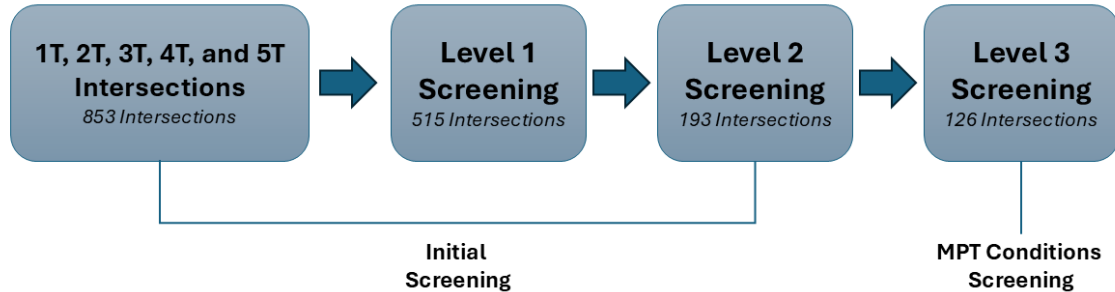 1T, 2T, 3T, 4T, and 5T
Intersections
853 Intersections
Level 1
Screening
515 Intersections
Level 2
Screening
193 Intersections
Level 3
Screening
126 Intersections
Initial
Screening
MPT Conditions
Screening